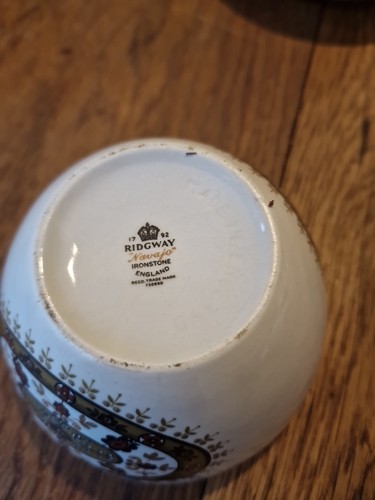 17 92
RIDGWAY
"Navajo"
IRONSTONE
ENGLAND
REGD. TRADE MARK